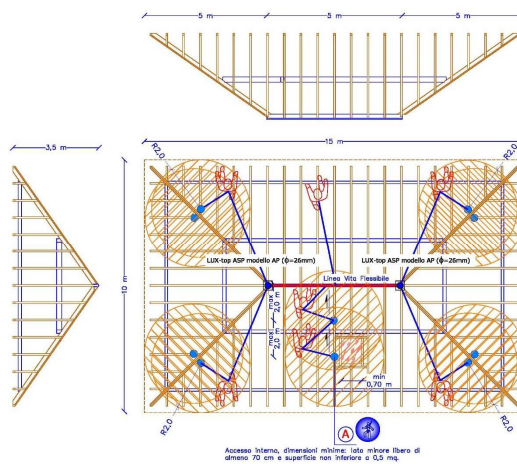 5 m
5 m
5 m
3,5 m
15 m
R2.0
R2.0
10 m
LUX-top ASP modello AP (ϕ=26mm)
LUX-top ASP modello AP (ϕ=26mm)
Linea Vita Flessibile
max
2,0 m
max
2,0 m
min
0,70 m
R2.0
R2.0
A
Accesso interno, dimensioni minime: lato minore libero di
almeno 70 cm e superficie non inferiore a 0,5 mq.